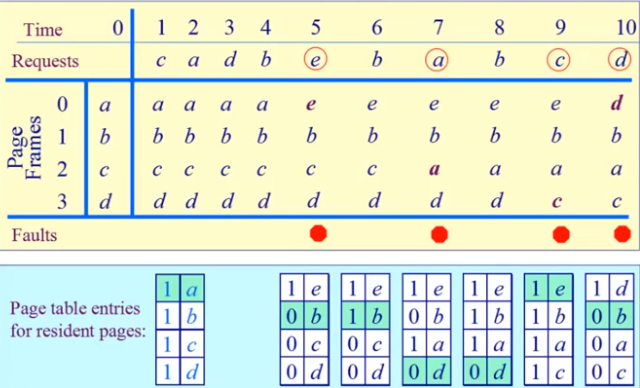 Time 0 1 2 3 4 5 6 7 8 9 10
Requests c a d b e b a b c d
Page Frames
0 a a a a a e e e e e d
1 b b b b b b b b b b b
2 c c c c c c c a a a a
3 d d d d d d d d d c c
Faults
Page table entries
for resident pages:
1 a 1 e 1 e 1 e 1 e 1 e 1 d
1 b 0 b 1 b 0 b 1 b 1 b 0 b
1 c 0 c 0 c 1 a 1 a 1 a 0 a
1 d 0 d 0 d 0 d 0 d 1 c 0 c